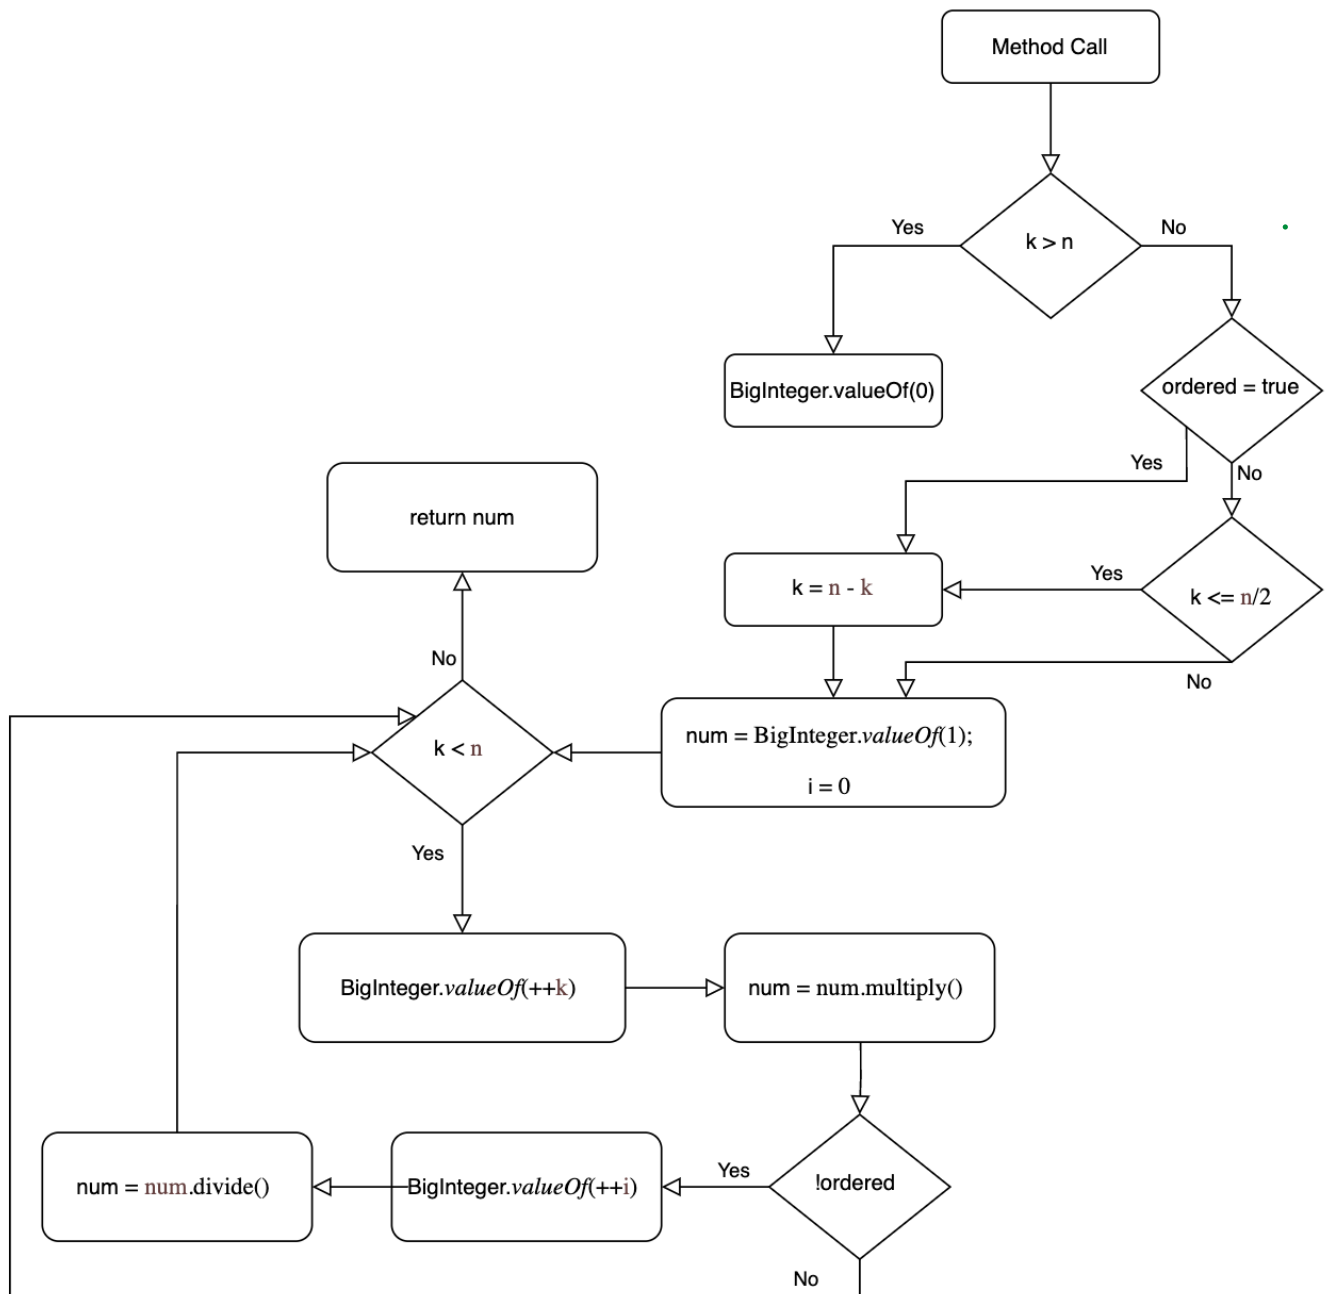 Method Call
Yes
No
k > n
BigInteger.valueOf(0)
ordered = true
Yes
No
return num
k = n - k
Yes
k <= n/2
No
No
num = BigInteger.valueOf(1);
i = 0
k < n
Yes
BigInteger.valueOf(++k)
num = num.multiply()
num = num.divide()
BigInteger.valueOf(++i)
Yes
!ordered
No